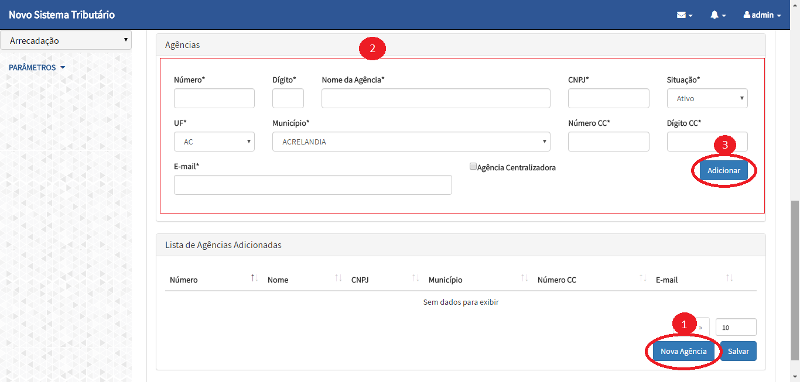 Novo Sistema Tributário
admin
Arrecadação
PARÂMETROS
Agências
2
Número*
Dígito*
Nome da Agência*
CNPJ*
Situação*
Ativo
UF*
Município*
Número CC*
Dígito CC*
AC
ACRELANDIA
3
E-mail*
Agência Centralizadora
Adicionar
Lista de Agências Adicionadas
Número
Nome
CNPJ
Município
Número CC
E-mail
Sem dados para exibir
1
»
10
Nova Agência
Salvar